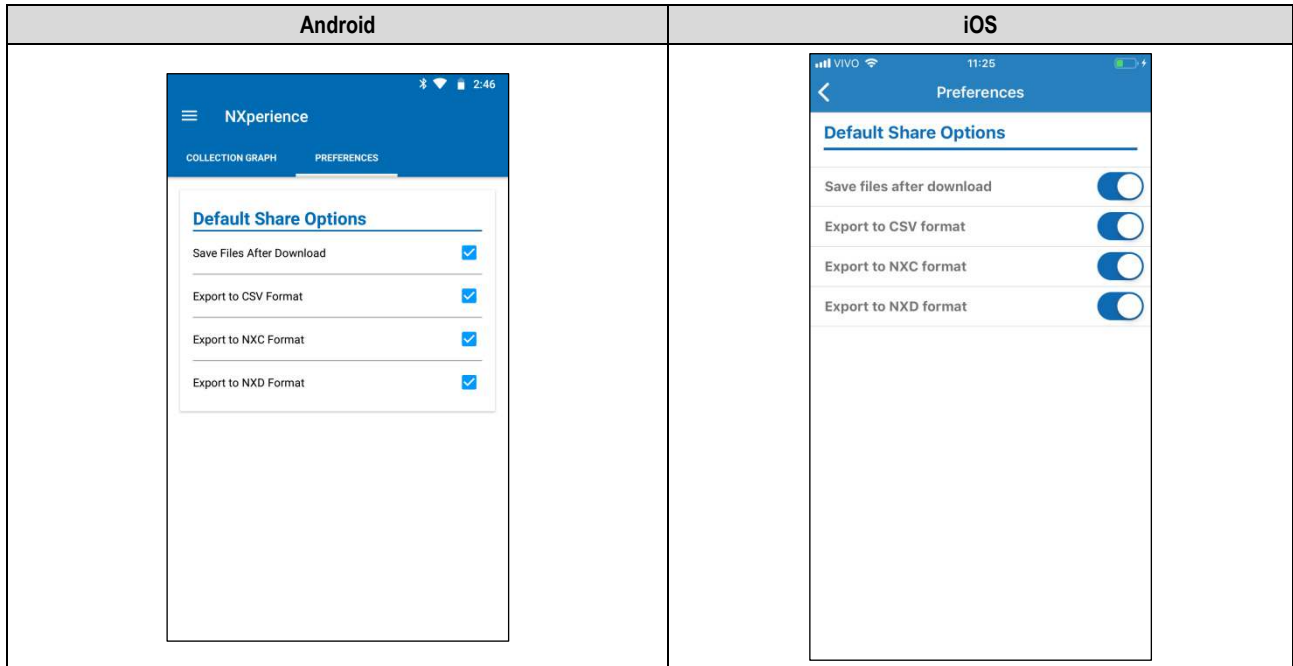 Android
iOS
2:46
NXperience
COLLECTION GRAPH PREFERENCES
Default Share Options
Save Files After Download
Export to CSV Format
Export to NXC Format
Export to NXD Format
VIVO 11:25
Preferences
Default Share Options
Save files after download
Export to CSV format
Export to NXC format
Export to NXD format